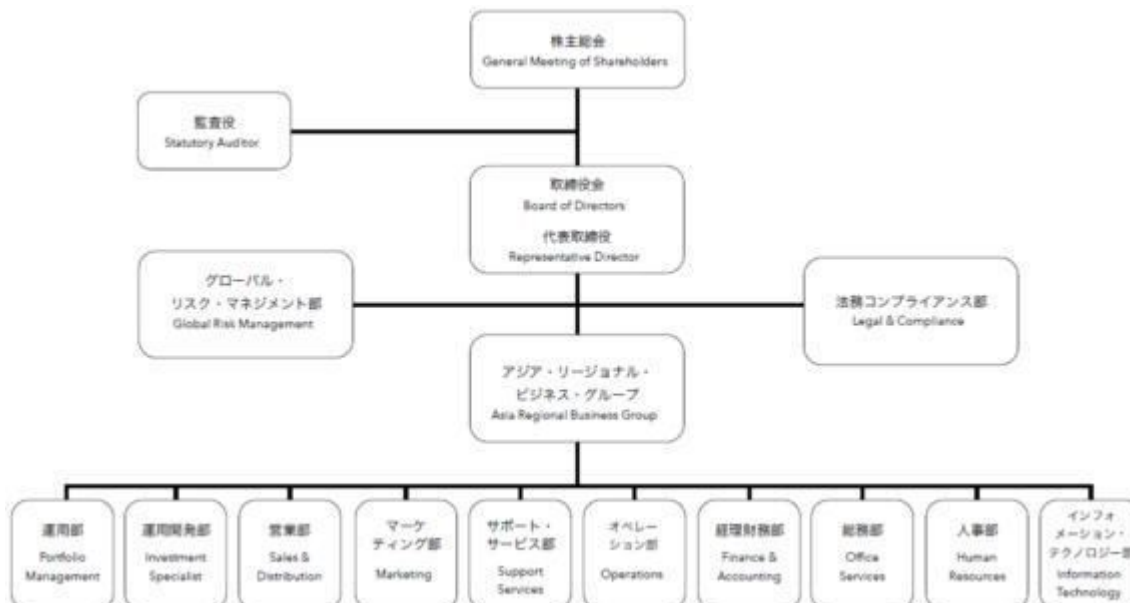 株主総会
General Meeting of Shareholders
監査役
Statutory Auditor
取締役会
Board of Directors
代表取締役
Representative Director
グローバル・
リスク・マネジメント部
Global Risk Management
法務コンプライアンス部
Legal & Compliance
アジア・リージョナル・
ビジネス・グループ
Asia Regional Business Group
運用部
Portfolio
Management
運用開発部
Investment
Specialist
営業部
Sales &
Distribution
マーケ
ティング部
Marketing
サポート・
サービス部
Support
Services
オペレー
ション部
Operations
経理財務部
Finance &
Accounting
総務部
Office
Services
人事部
Human
Resources
インフォ
メーション・
テクノロジー部
Information
Technology